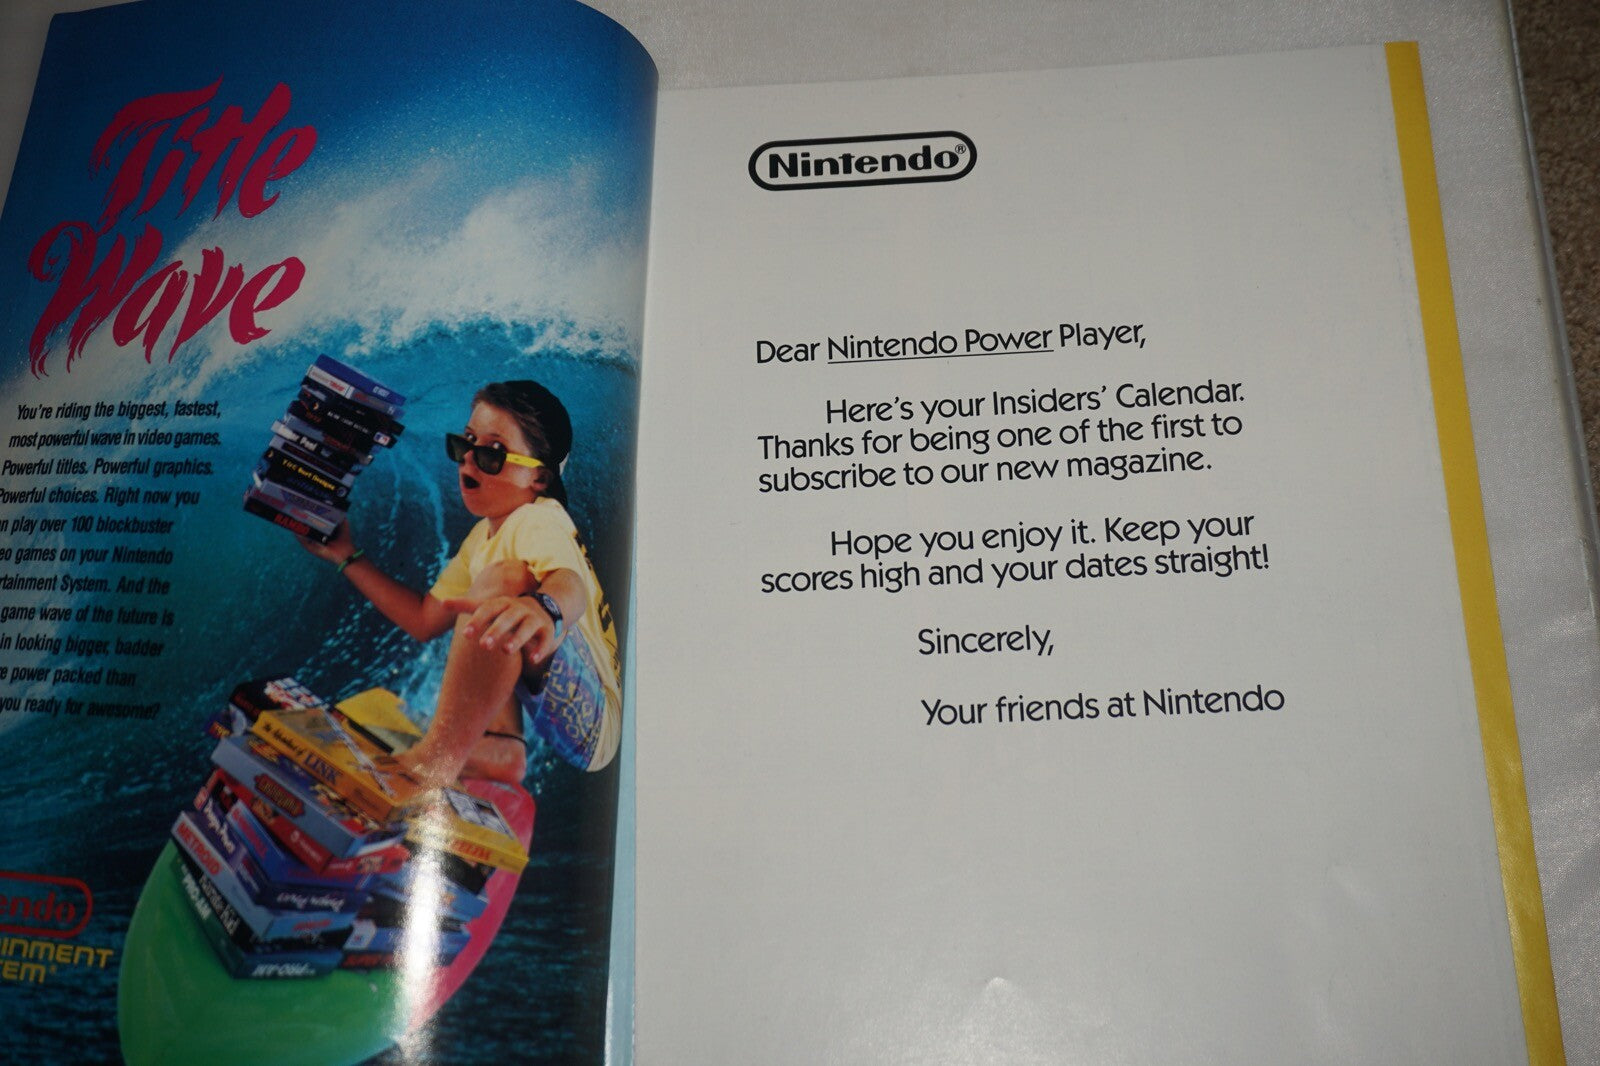 Title
Wave
You're riding the biggest, fastest,
most powerful wave in video games.
Powerful titles. Powerful graphics.
Powerful choices. Right now you
play over 100 blockbuster
games on your Nintendo
System. And the
game wave of the future is
in looking bigger, badder
power packed than
you ready for awesome?
LINK
METROID
RAMBO
PRO-AM
Nintendo®
Dear Nintendo Power Player,
Here's your Insiders' Calendar.
Thanks for being one of the first to
subscribe to our new magazine.
Hope you enjoy it. Keep your
scores high and your dates straight!
Sincerely,
Your friends at Nintendo